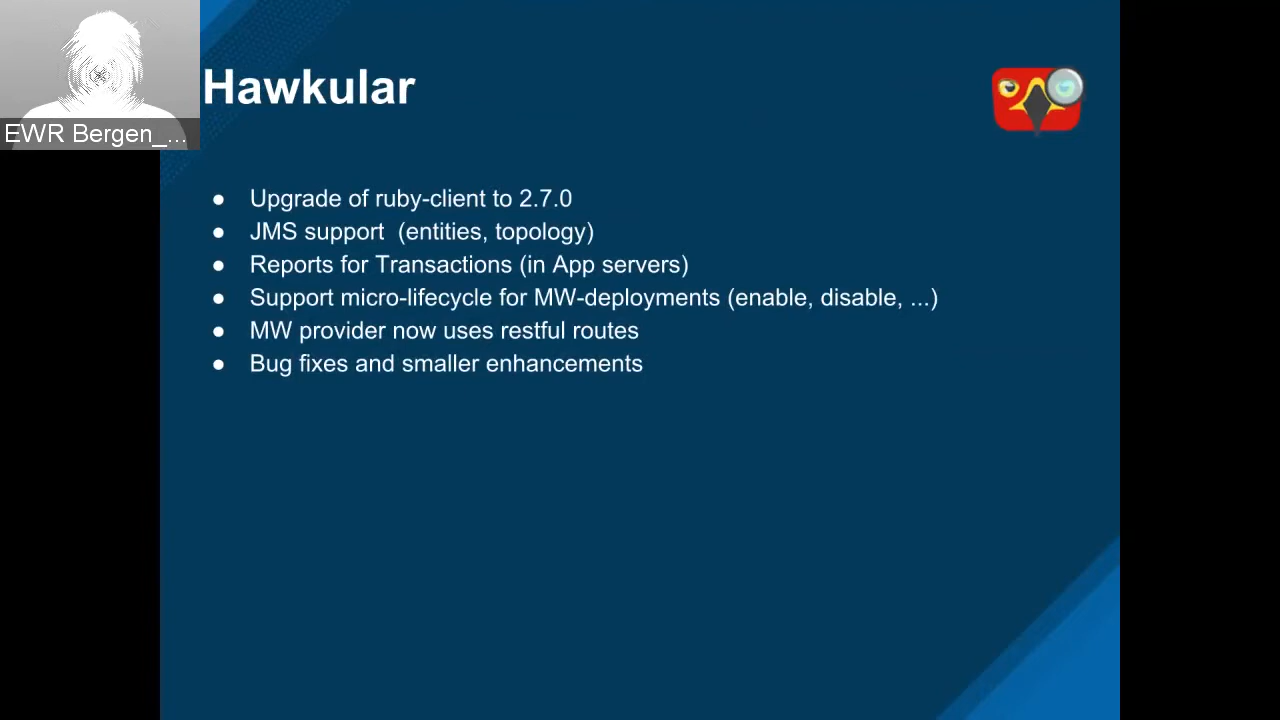 Hawkular
EWR Bergen_...
● Upgrade of ruby-client to 2.7.0
● JMS support  (entities, topology)
● Reports for Transactions (in App servers)
● Support micro-lifecycle for MW-deployments (enable, disable, ...)
● MW provider now uses restful routes
● Bug fixes and smaller enhancements